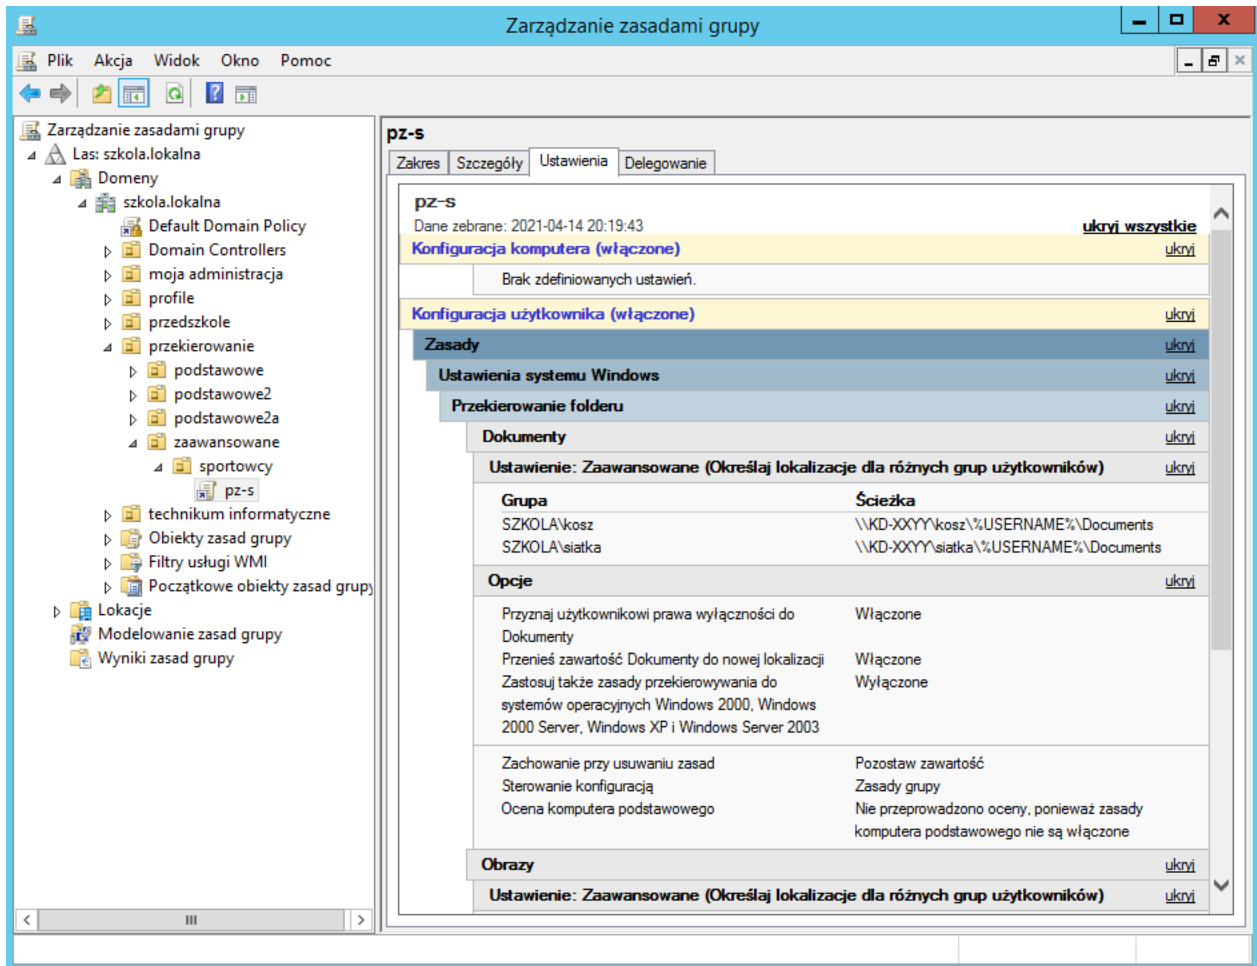 Zarządzanie zasadami grupy
Plik Akcja Widok Okno Pomoc
Zarządzanie zasadami grupy
Las: szkola.lokalna
Domeny
szkola.lokalna
Default Domain Policy
Domain Controllers
moja administracja
profile
przedszkole
przekierowanie
podstawowe
podstawowe2
podstawowe2a
zaawansowane
sportowcy
pz-s
technikum informatyczne
Obiekty zasad grupy
Filtry usługi WMI
Początkowe obiekty zasad grupy
Lokacje
Modelowanie zasad grupy
Wyniki zasad grupy
pz-s
Zakres Szczegóły Ustawienia Delegowanie
pz-s
Dane zebrane: 2021-04-14 20:19:43 ukryj wszystkie
Konfiguracja komputera (włączone) ukryj
Brak zdefiniowanych ustawień.
Konfiguracja użytkownika (włączone) ukryj
Zasady ukryj
Ustawienia systemu Windows ukryj
Przekierowanie folderu ukryj
Dokumenty ukryj
Ustawienie: Zaawansowane (Określaj lokalizacje dla różnych grup użytkowników) ukryj
Grupa Ścieżka
SZKOLA\kosz \\KD-XXYY\kosz\%USERNAME%\Documents
SZKOLA\siatka \\KD-XXYY\siatka\%USERNAME%\Documents
Opcje ukryj
Przyznaj użytkownikowi prawa wyłączności do Włączone
Dokumenty
Przenieś zawartość Dokumenty do nowej lokalizacji Włączone
Zastosuj także zasady przekierowywania do Wyłączone
systemów operacyjnych Windows 2000, Windows
2000 Server, Windows XP i Windows Server 2003
Zachowanie przy usuwaniu zasad Pozostaw zawartość
Sterowanie konfiguracją Zasady grupy
Ocena komputera podstawowego Nie przeprowadzono oceny, ponieważ zasady
komputera podstawowego nie są włączone
Obrazy ukryj
Ustawienie: Zaawansowane (Określaj lokalizacje dla różnych grup użytkowników) ukryj